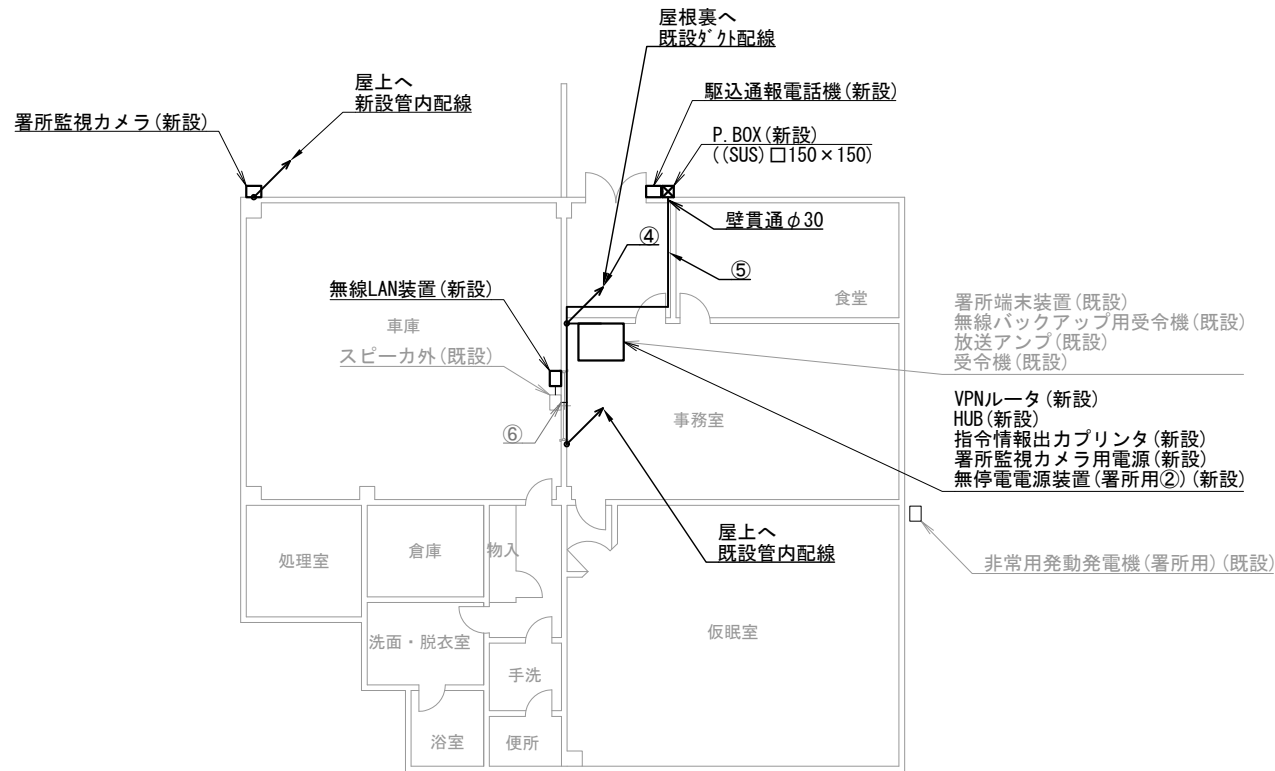 屋根裏へ
既設ダクト配線
屋上へ
新設管内配線
駆込通報電話機(新設)
署所監視カメラ(新設)
P.BOX(新設)
((SUS)□150×150)
壁貫通φ30
④
⑤
無線LAN装置(新設)
食堂
車庫
スピーカ外(既設)
署所端末装置(既設)
無線バックアップ用受令機(既設)
放送アンプ(既設)
受令機(既設)
VPNルータ(新設)
HUB(新設)
指令情報出力プリンタ(新設)
署所監視カメラ用電源(新設)
無停電電源装置(署所用②)(新設)
事務室
⑥
屋上へ
既設管内配線
処理室
倉庫
物入
非常用発動発電機(署所用)(既設)
洗面・脱衣室
仮眠室
手洗
浴室
便所